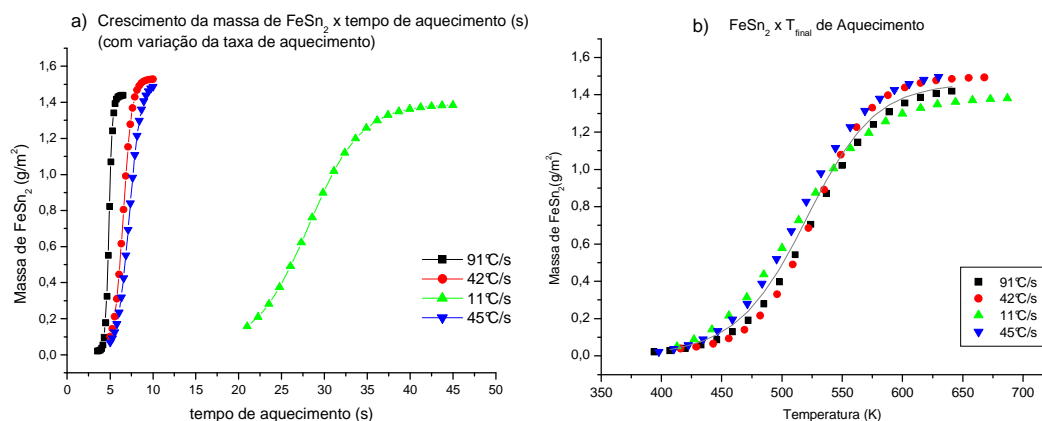 a) Crescimento da massa de FeSn₂ x tempo de aquecimento (s)
(com variação da taxa de aquecimento)
1,6
1,4
1,2
1,0
0,8
0,6
0,4
0,2
0,0
Massa de FeSn₂ (g/m²)
91°C/s
42°C/s
11°C/s
45°C/s
0 5 10 15 20 25 30 35 40 45 50
tempo de aquecimento (s)
b) FeSn₂ x T_final de Aquecimento
1,6
1,4
1,2
1,0
0,8
0,6
0,4
0,2
0,0
Massa de FeSn₂(g/m²)
91°C/s
42°C/s
11°C/s
45°C/s
350 400 450 500 550 600 650 700
Temperatura (K)